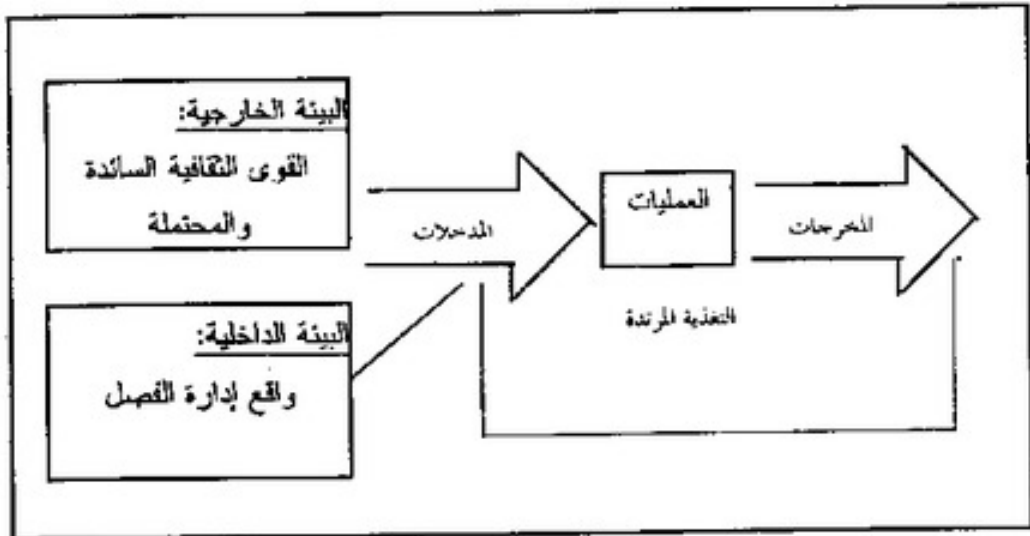 البيئة الخارجية:
القوى الثقافية السائدة
والمحتملة
المدخلات
العمليات
المخرجات
التغذية المرتدة
البيئة الداخلية:
واقع إدارة الفصل